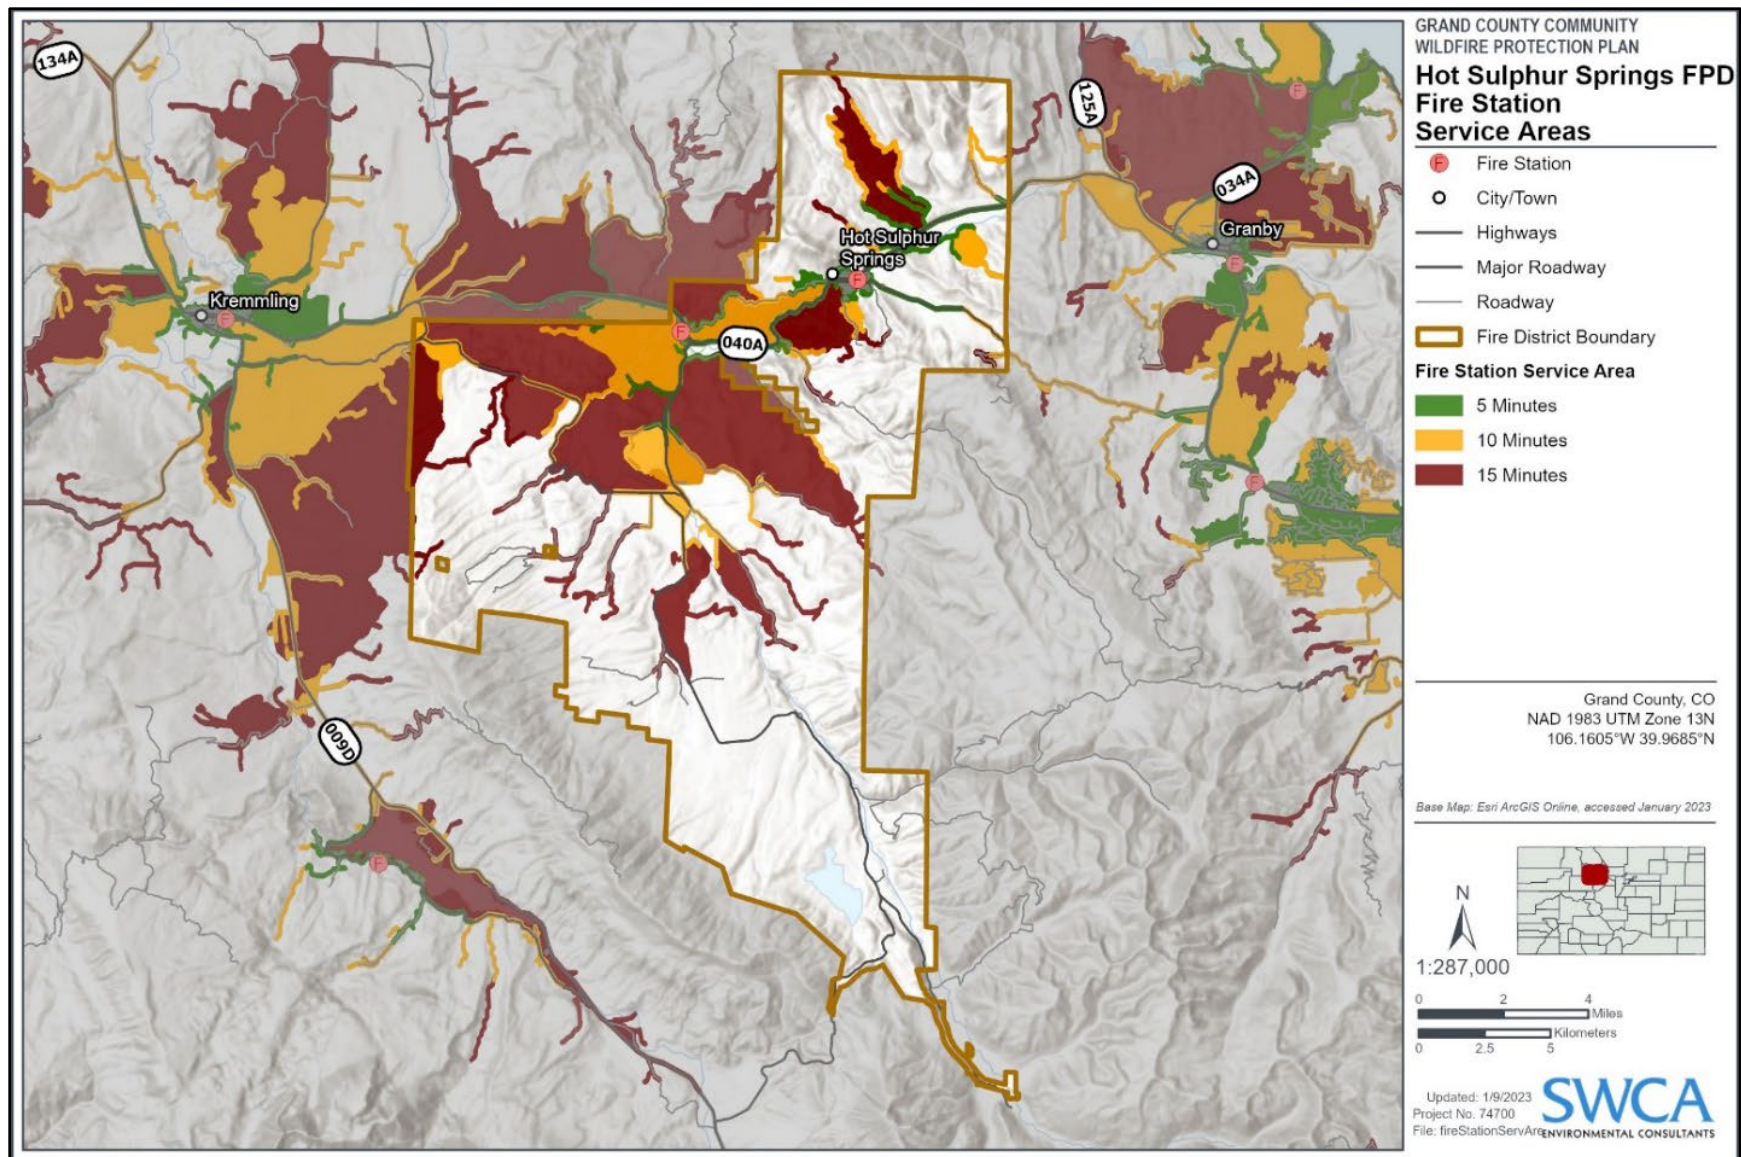 GRAND COUNTY COMMUNITY
WILDFIRE PROTECTION PLAN
Hot Sulphur Springs FPD
Fire Station
Service Areas
F Fire Station
City/Town
Highways
Major Roadway
Roadway
Fire District Boundary
Fire Station Service Area
5 Minutes
10 Minutes
15 Minutes
Grand County, CO
NAD 1983 UTM Zone 13N
106.1605°W 39.9685°N
Base Map: Esri ArcGIS Online, accessed January 2023
N
1:287,000
0 2 4
Miles
Kilometers
0 2.5 5
Updated: 1/9/2023
Project No. 74700
File: fireStationServAre
SWCA
ENVIRONMENTAL CONSULTANTS
134A
125A
F
034A
Granby
F
Hot Sulphur
Springs
F
Kremmling
F
F
040A
F
009D
F